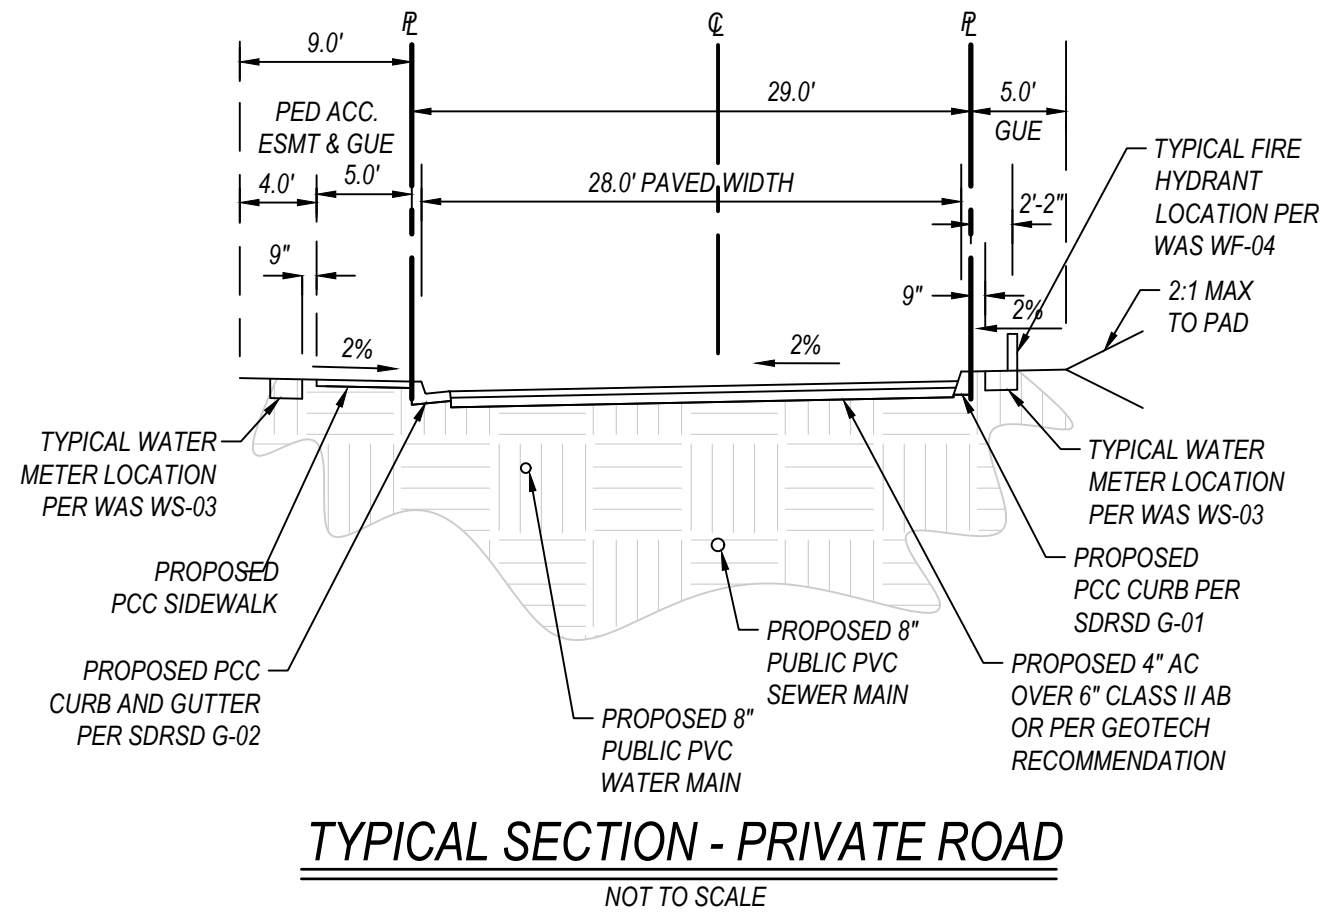 PL
CL
PL
9.0'
29.0'
5.0'
PED ACC.
ESMT & GUE
GUE
TYPICAL FIRE
HYDRANT
LOCATION PER
WAS WF-04
4.0'
5.0'
28.0' PAVED WIDTH
2'-2"
9"
9"
2:1 MAX
TO PAD
2%
2%
2%
TYPICAL WATER
METER LOCATION
PER WAS WS-03
TYPICAL WATER
METER LOCATION
PER WAS WS-03
PROPOSED
PCC SIDEWALK
PROPOSED
PCC CURB PER
SDRSD G-01
PROPOSED PCC
CURB AND GUTTER
PER SDRSD G-02
PROPOSED 8"
PUBLIC PVC
SEWER MAIN
PROPOSED 4" AC
OVER 6" CLASS II AB
OR PER GEOTECH
RECOMMENDATION
PROPOSED 8"
PUBLIC PVC
WATER MAIN
TYPICAL SECTION - PRIVATE ROAD
NOT TO SCALE